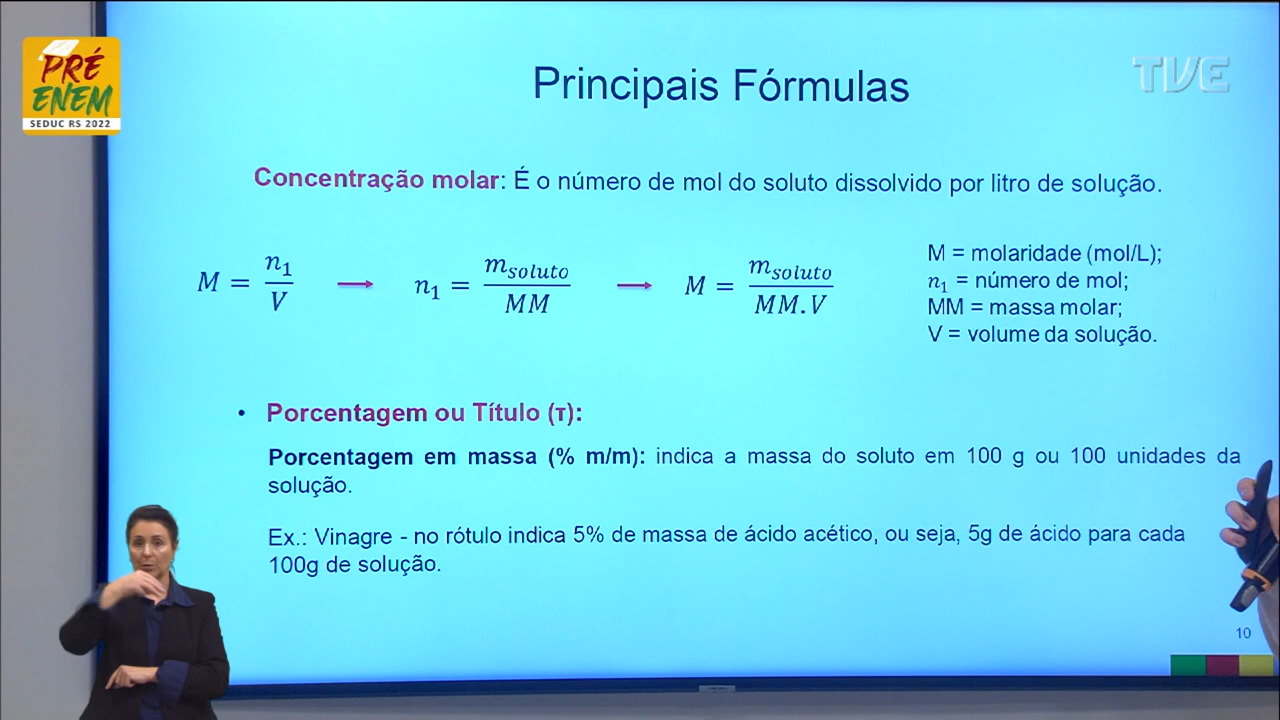 PRÉ
ENEM
SEDUC RS 2022
TVE
Principais Fórmulas
Concentração molar: É o número de mol do soluto dissolvido por litro de solução.
M = n₁/V → n₁ = m_soluto/MM → M = m_soluto/MM.V
M = molaridade (mol/L);
n₁ = número de mol;
MM = massa molar;
V = volume da solução.
• Porcentagem ou Título (τ):
Porcentagem em massa (% m/m): indica a massa do soluto em 100 g ou 100 unidades da
solução.
Ex.: Vinagre - no rótulo indica 5% de massa de ácido acético, ou seja, 5g de ácido para cada
100g de solução.
10